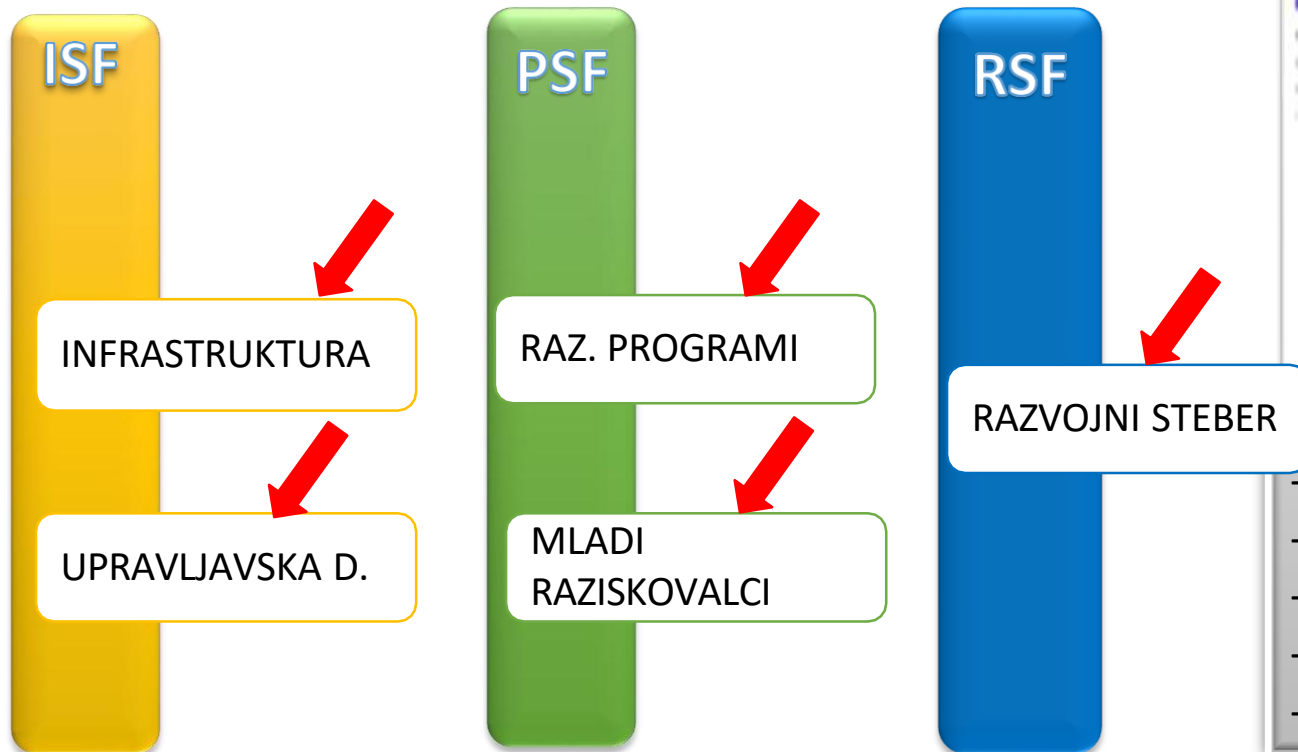 ISF
INFRASTRUKTURA
UPRAVLJAVSKA D.
PSF
RAZ. PROGRAMI
MLADI
RAZISKOVALCI
RSF
RAZVOJNI STEBER